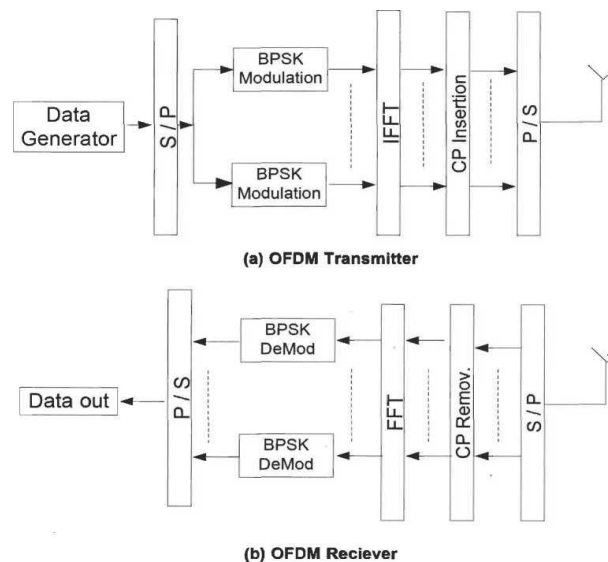 Data
Generator
S / P
BPSK
Modulation
BPSK
Modulation
IFFT
CP Insertion
P / S
(a) OFDM Transmitter
Data out
P / S
BPSK
DeMod
BPSK
DeMod
FFT
CP Remov.
S / P
(b) OFDM Reciever